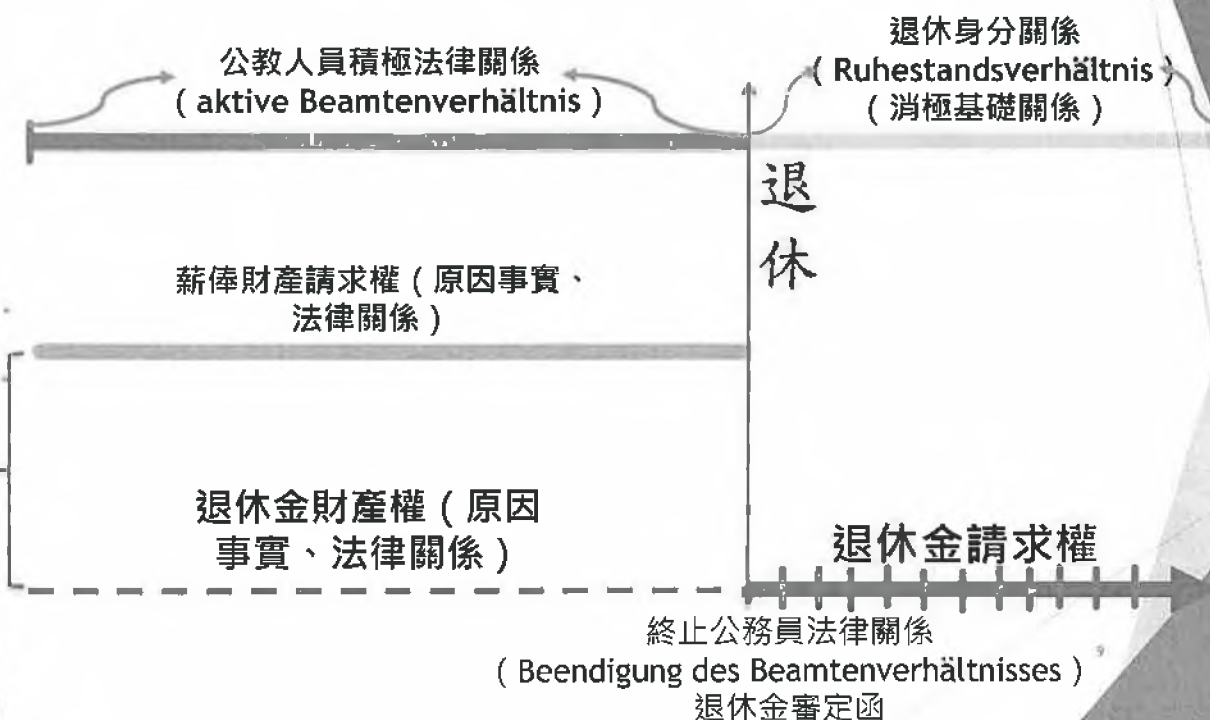 公教人員積極法律關係
( aktive Beamtenverhältnis )
退休身分關係
( Ruhestandsverhältnis )
( 消極基礎關係 )
退
休
薪俸財產請求權 ( 原因事實、
法律關係 )
退休金財產權 ( 原因
事實、法律關係 )
退休金請求權
終止公務員法律關係
( Beendigung des Beamtenverhältnisses )
退休金審定函
9